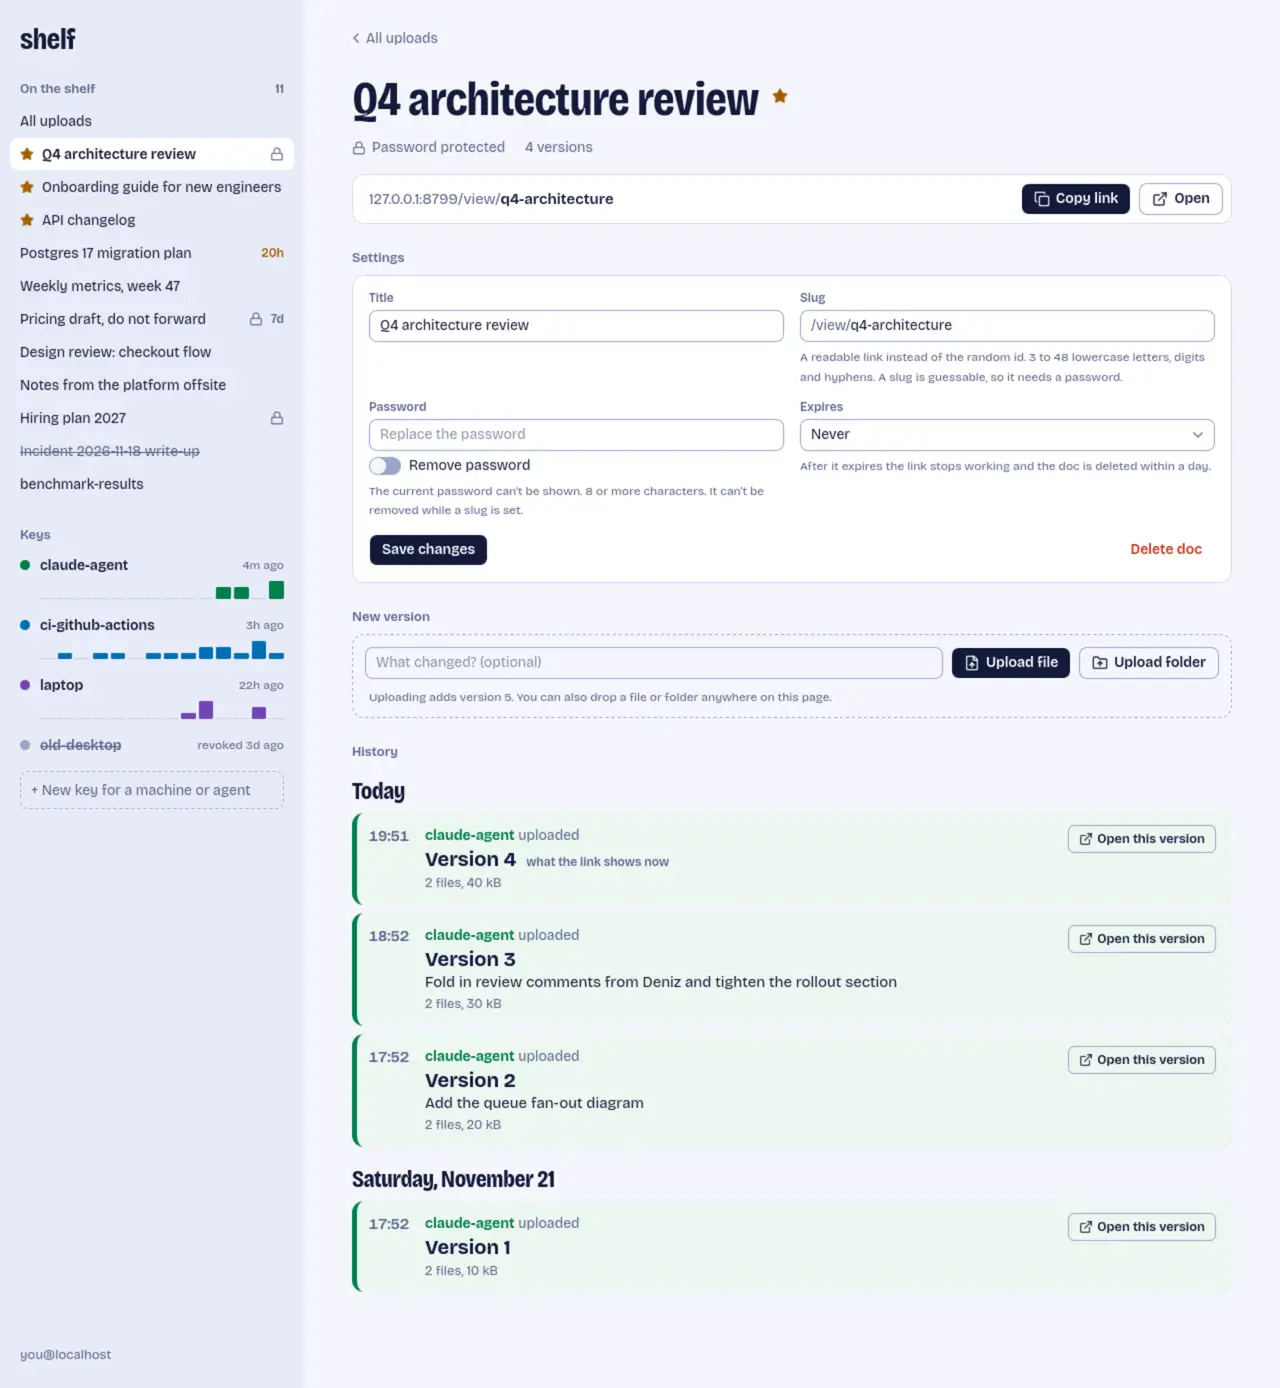 shelf
On the shelf 11
All uploads
Q4 architecture review
Onboarding guide for new engineers
API changelog
Postgres 17 migration plan 20h
Weekly metrics, week 47
Pricing draft, do not forward 7d
Design review: checkout flow
Notes from the platform offsite
Hiring plan 2027
Incident 2026-11-18 write-up
benchmark-results
Keys
claude-agent 4m ago
ci-github-actions 3h ago
laptop 22h ago
old-desktop revoked 3d ago
+ New key for a machine or agent
you@localhost
All uploads
Q4 architecture review
Password protected 4 versions
127.0.0.1:8799/view/q4-architecture Copy link Open
Settings
Title
Q4 architecture review
Slug
/view/q4-architecture
A readable link instead of the random id. 3 to 48 lowercase letters, digits
and hyphens. A slug is guessable, so it needs a password.
Password
Replace the password
Remove password
The current password can't be shown. 8 or more characters. It can't be
removed while a slug is set.
Expires
Never
After it expires the link stops working and the doc is deleted within a day.
Save changes Delete doc
New version
What changed? (optional) Upload file Upload folder
Uploading adds version 5. You can also drop a file or folder anywhere on this page.
History
Today
19:51 claude-agent uploaded Open this version
Version 4 what the link shows now
2 files, 40 kB
18:52 claude-agent uploaded Open this version
Version 3
Fold in review comments from Deniz and tighten the rollout section
2 files, 30 kB
17:52 claude-agent uploaded Open this version
Version 2
Add the queue fan-out diagram
2 files, 20 kB
Saturday, November 21
17:52 claude-agent uploaded Open this version
Version 1
2 files, 10 kB